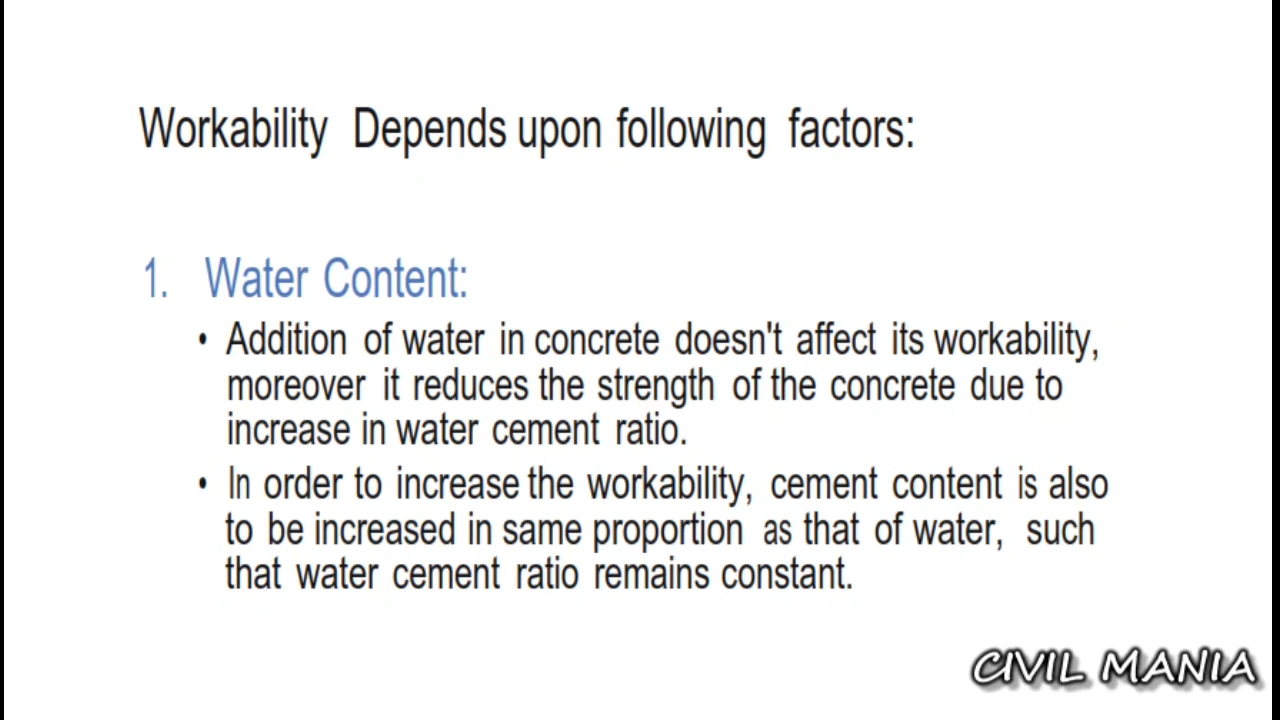 Workability Depends upon following factors:
1. Water Content:
• Addition of water in concrete doesn't affect its workability,
moreover it reduces the strength of the concrete due to
increase in water cement ratio.
• In order to increase the workability, cement content is also
to be increased in same proportion as that of water, such
that water cement ratio remains constant.
CIVIL MANIA